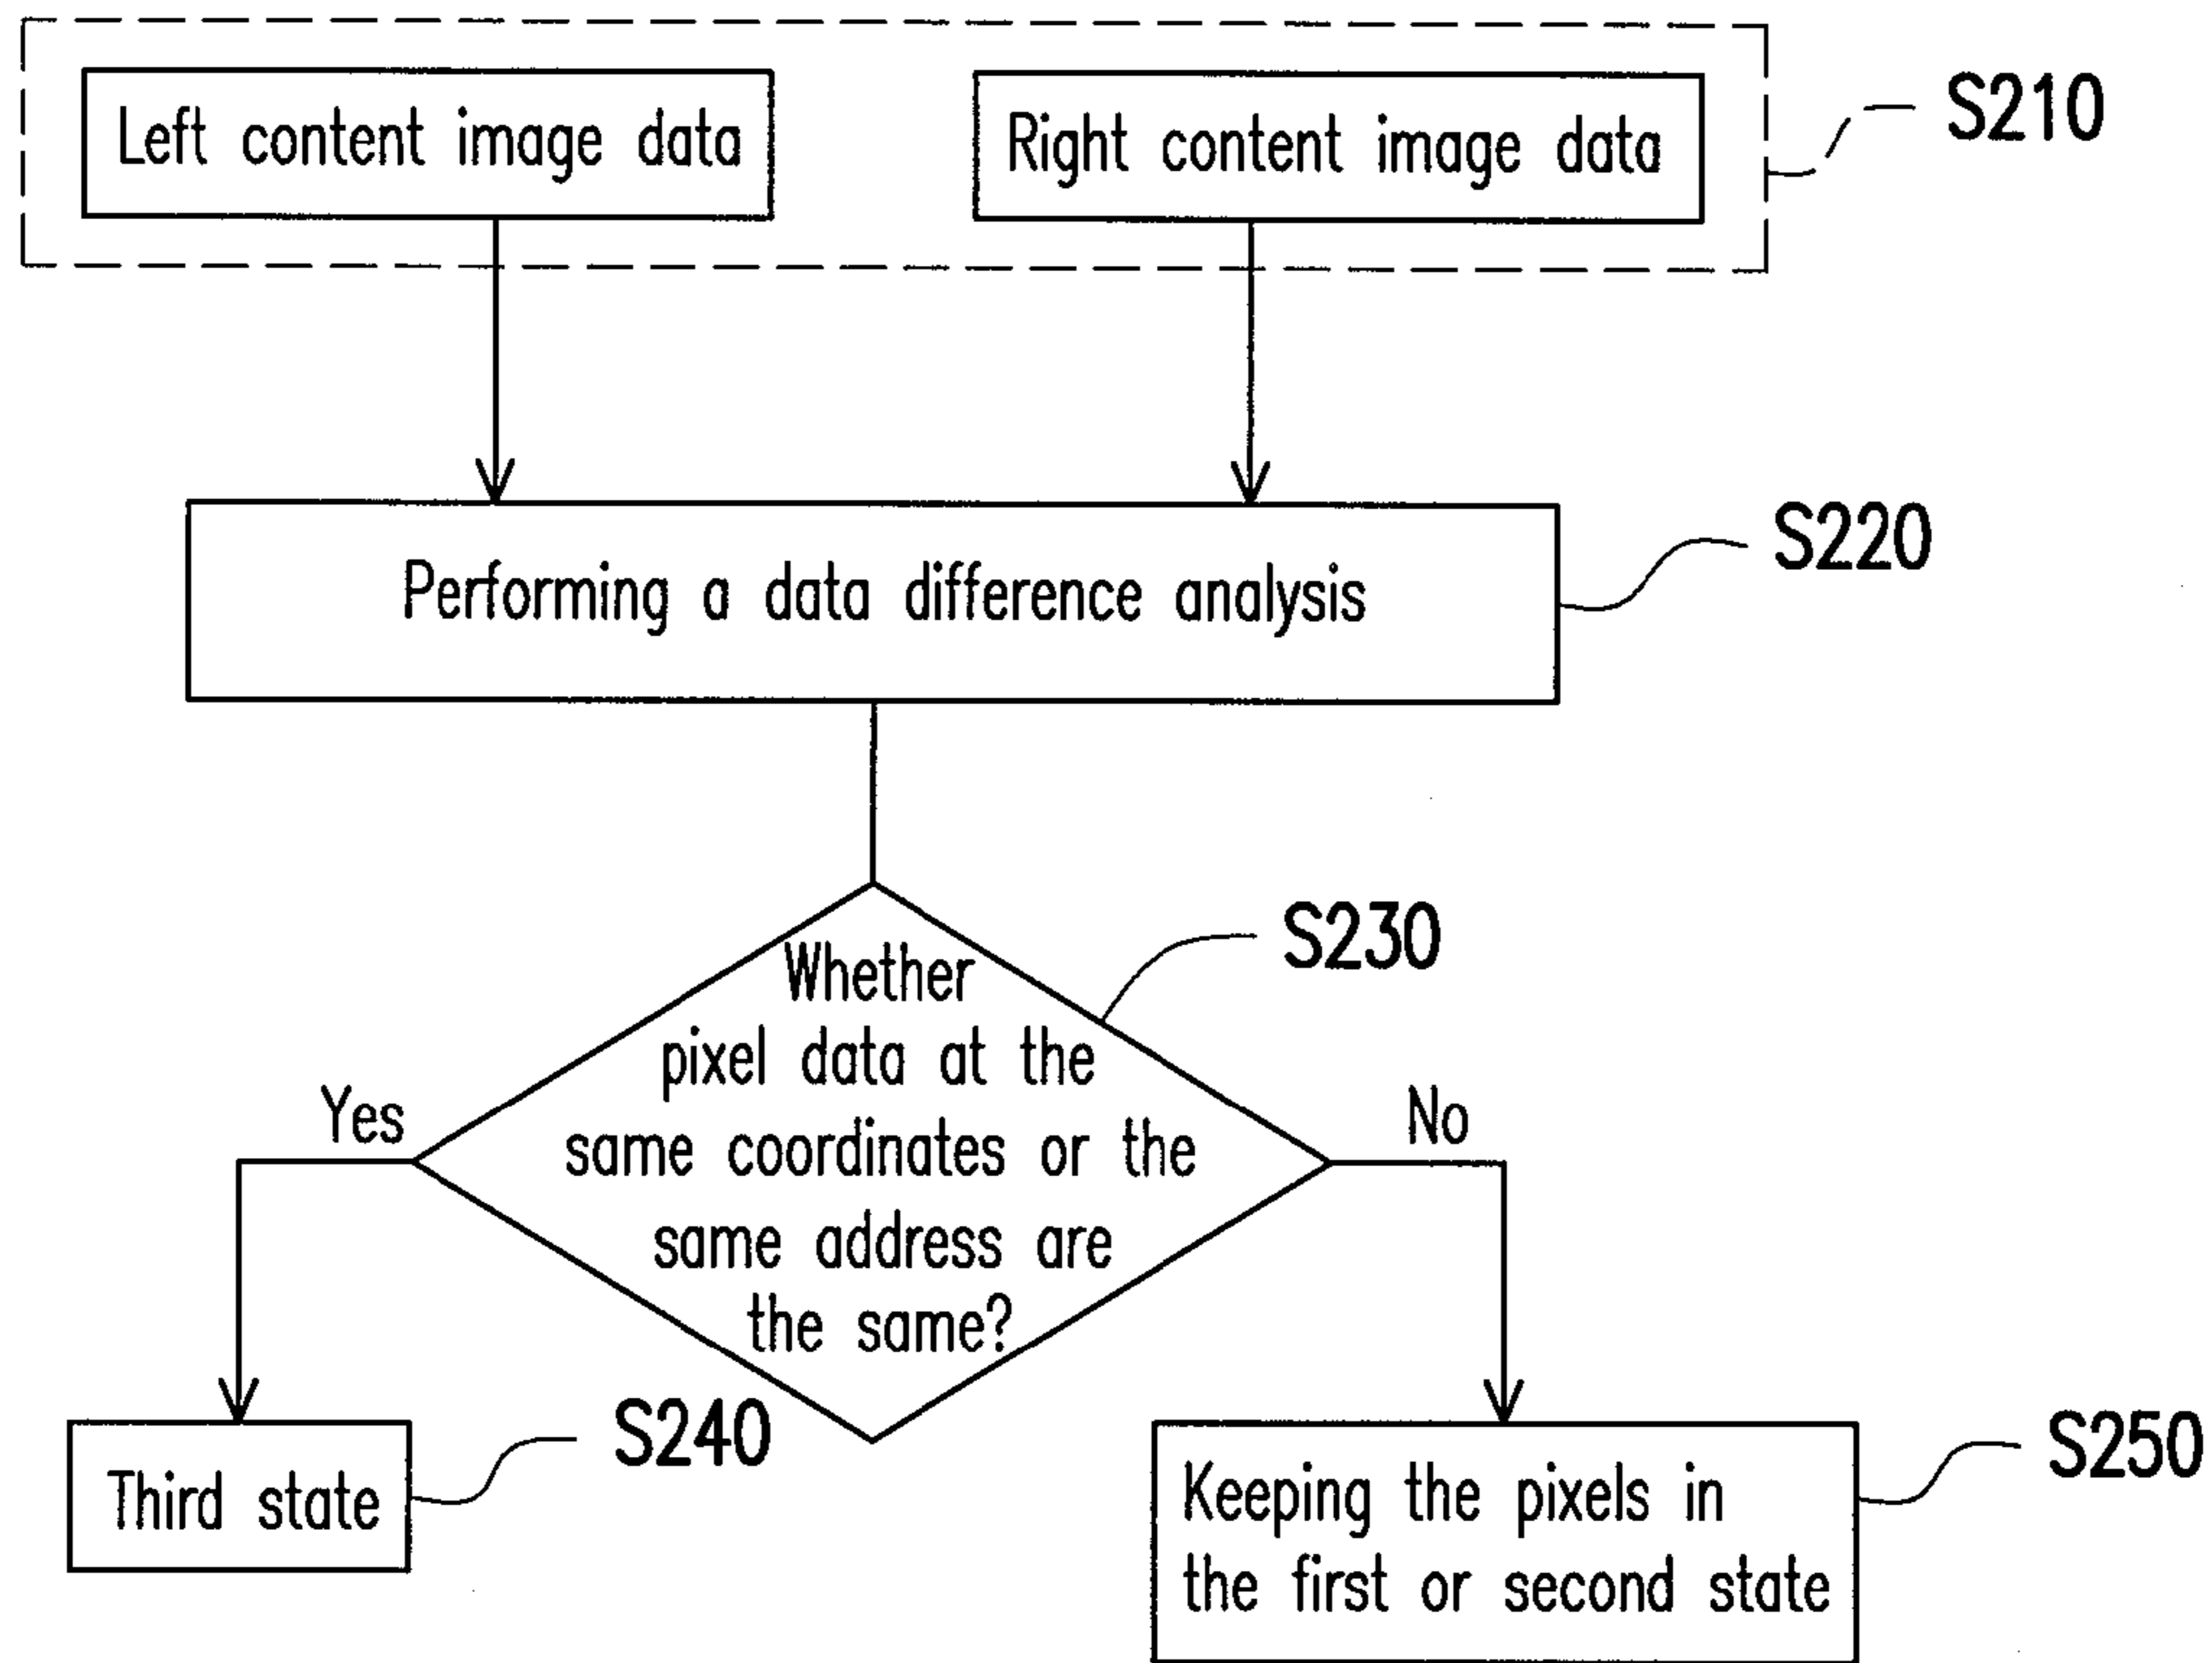 Left content image data
Right content image data
S210
Performing a data difference analysis
S220
Whether
pixel data at the
same coordinates or the
same address are
the same?
S230
Yes
No
Third state
S240
Keeping the pixels in
the first or second state
S250